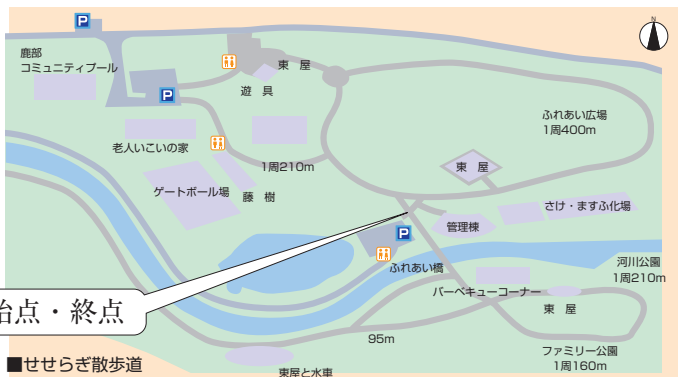 P
N
鹿部
コミュニティプール
東 屋
遊 具
P
ふれあい広場
1周400m
老人いこいの家
1周210m
東 屋
ゲートボール場
藤 樹
さけ・ますふ化場
管理棟
P
河川公園
1周210m
ふれあい橋
バーベキューコーナー
始点・終点
東 屋
95m
ファミリー公園
1周160m
■せせらぎ散歩道
東屋と水車